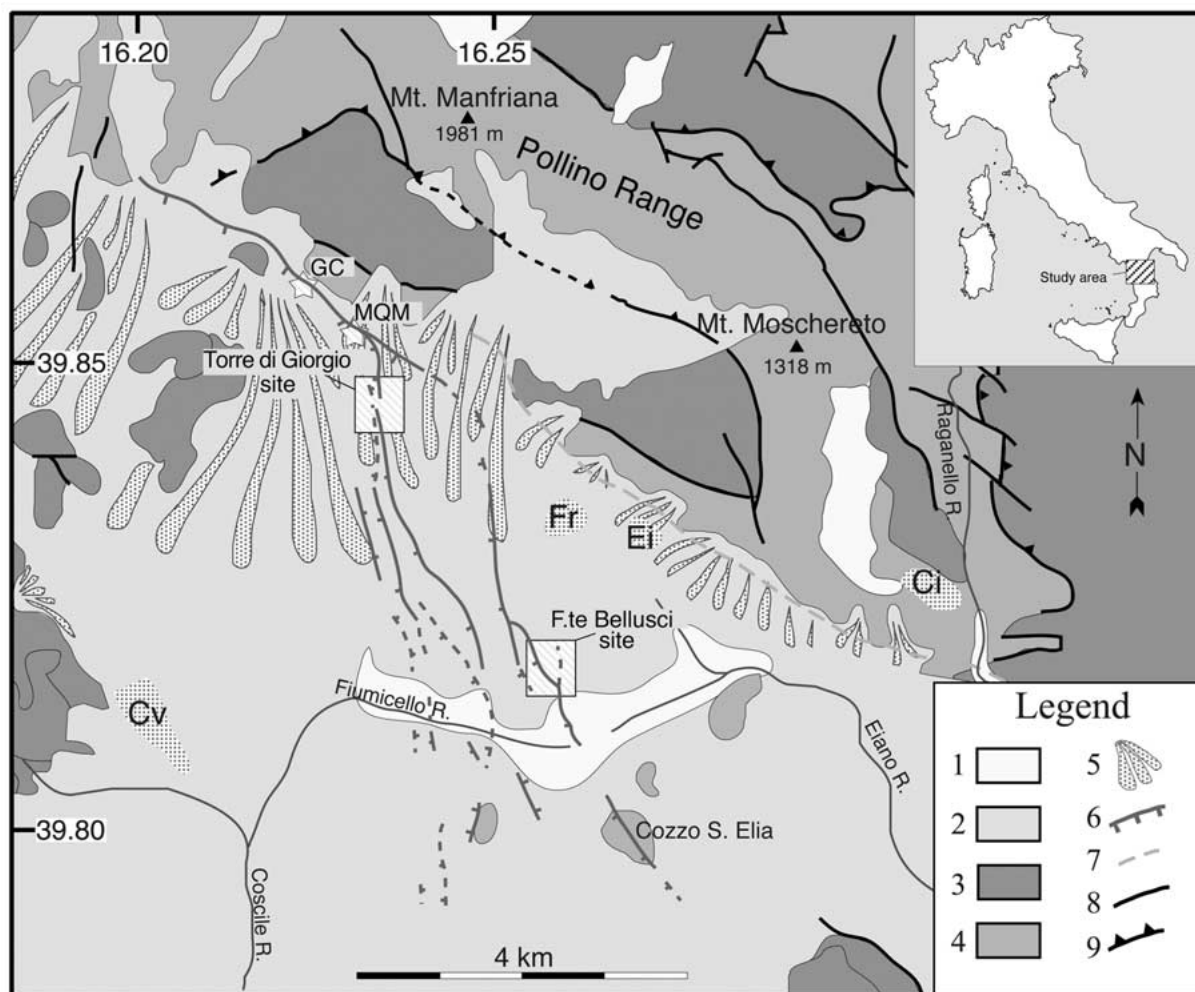 16.20
16.25
Mt. Manfriana
1981 m
Pollino Range
Study area
GC
MQM
Mt. Moschereto
1318 m
39.85
Torre di Giorgio
site
Raganello R.
N
Fr
Ei
Ci
F.te Bellusci
site
Cv
Fiumicello R.
Eiano R.
39.80
Cozzo S. Elia
Coscile R.
4 km
Legend
1
5
2
6
7
3
8
4
9